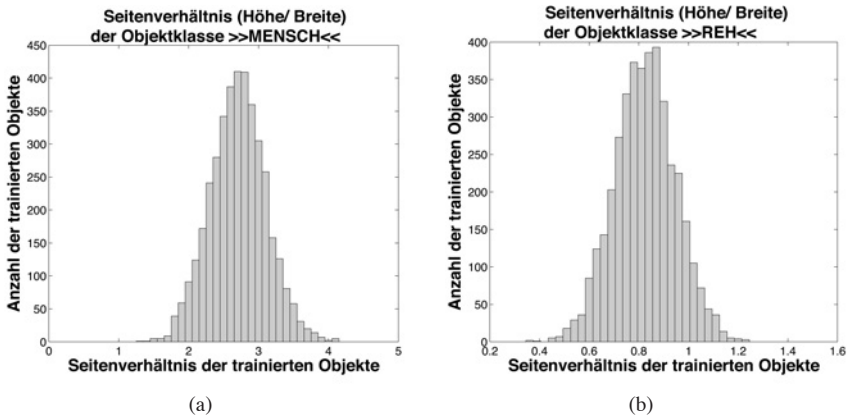 Seitenverhältnis (Höhe/ Breite)
der Objektklasse >>MENSCH<<
Anzahl der trainierten Objekte
450
400
350
300
250
200
150
100
50
0
0 1 2 3 4 5
Seitenverhältnis der trainierten Objekte
(a)
Seitenverhältnis (Höhe/ Breite)
der Objektklasse >>REH<<
Anzahl der trainierten Objekte
400
350
300
250
200
150
100
50
0
0.2 0.4 0.6 0.8 1 1.2 1.4 1.6
Seitenverhältnis der trainierten Objekte
(b)